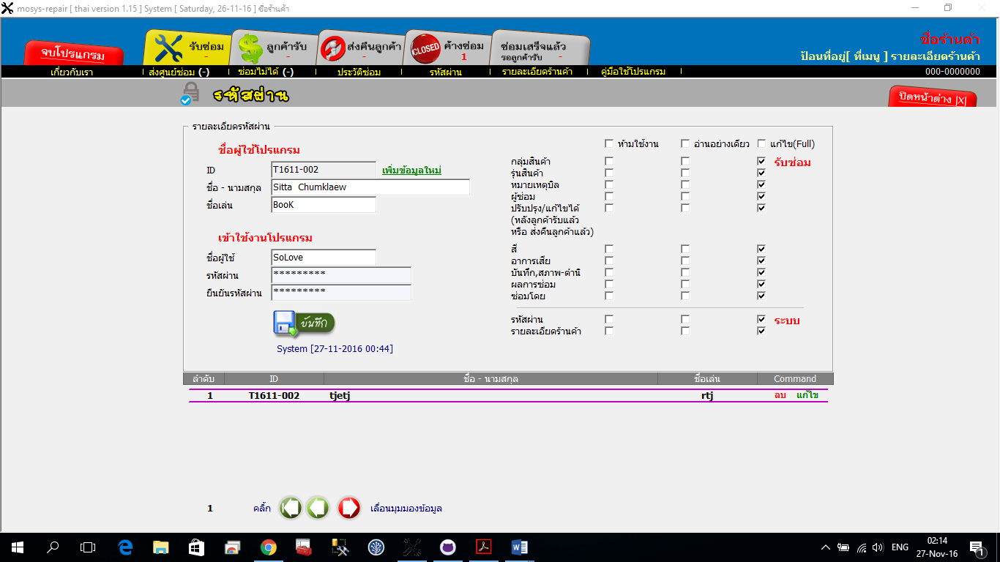 mosys-repair [ thai version 1.15 ] System [ Saturday, 26-11-16 ] ชื่อร้านค้า
จบโปรแกรม
รับซ่อม
-
ลูกค้ารับ
-
ส่งคืนลูกค้า
-
CLOSED
ค้างซ่อม
1
ซ่อมเสร็จแล้ว
รอลูกค้ารับ -
ชื่อร้านค้า
ป้อนที่อยู่[ ที่เมนู ] รายละเอียดร้านค้า
เกี่ยวกับเรา | ส่งศูนย์ซ่อม (-) | ซ่อมไม่ได้ (-) | ประวัติซ่อม | รหัสผ่าน | รายละเอียดร้านค้า | คู่มือใช้โปรแกรม | 000-0000000
รหัสผ่าน
ปิดหน้าต่าง |X|
รายละเอียดรหัสผ่าน
ชื่อผู้ใช้โปรแกรม
ID T1611-002 เพิ่มข้อมูลใหม่
ชื่อ - นามสกุล Sitta Chumklaew
ชื่อเล่น BooK
เข้าใช้งานโปรแกรม
ชื่อผู้ใช้ SoLove
รหัสผ่าน *********
ยืนยันรหัสผ่าน *********
บันทึก
System [27-11-2016 00:44]
ห้ามใช้งาน อ่านอย่างเดียว แก้ไข(Full)
กลุ่มสินค้า รับซ่อม
รุ่นสินค้า
หมายเหตุบิล
ผู้ซ่อม
ปรับปรุง/แก้ไขได้
(หลังลูกค้ารับแล้ว
หรือ ส่งคืนลูกค้าแล้ว)
สี
อาการเสีย
บันทึก,สภาพ-ตำหนิ
ผลการซ่อม
ซ่อมโดย
รหัสผ่าน ระบบ
รายละเอียดร้านค้า
ลำดับ ID ชื่อ - นามสกุล ชื่อเล่น Command
1 T1611-002 tjetj rtj ลบ แก้ไข
1 คลิ๊ก เลื่อนมุมมองข้อมูล
ENG
02:14
27-Nov-16
1